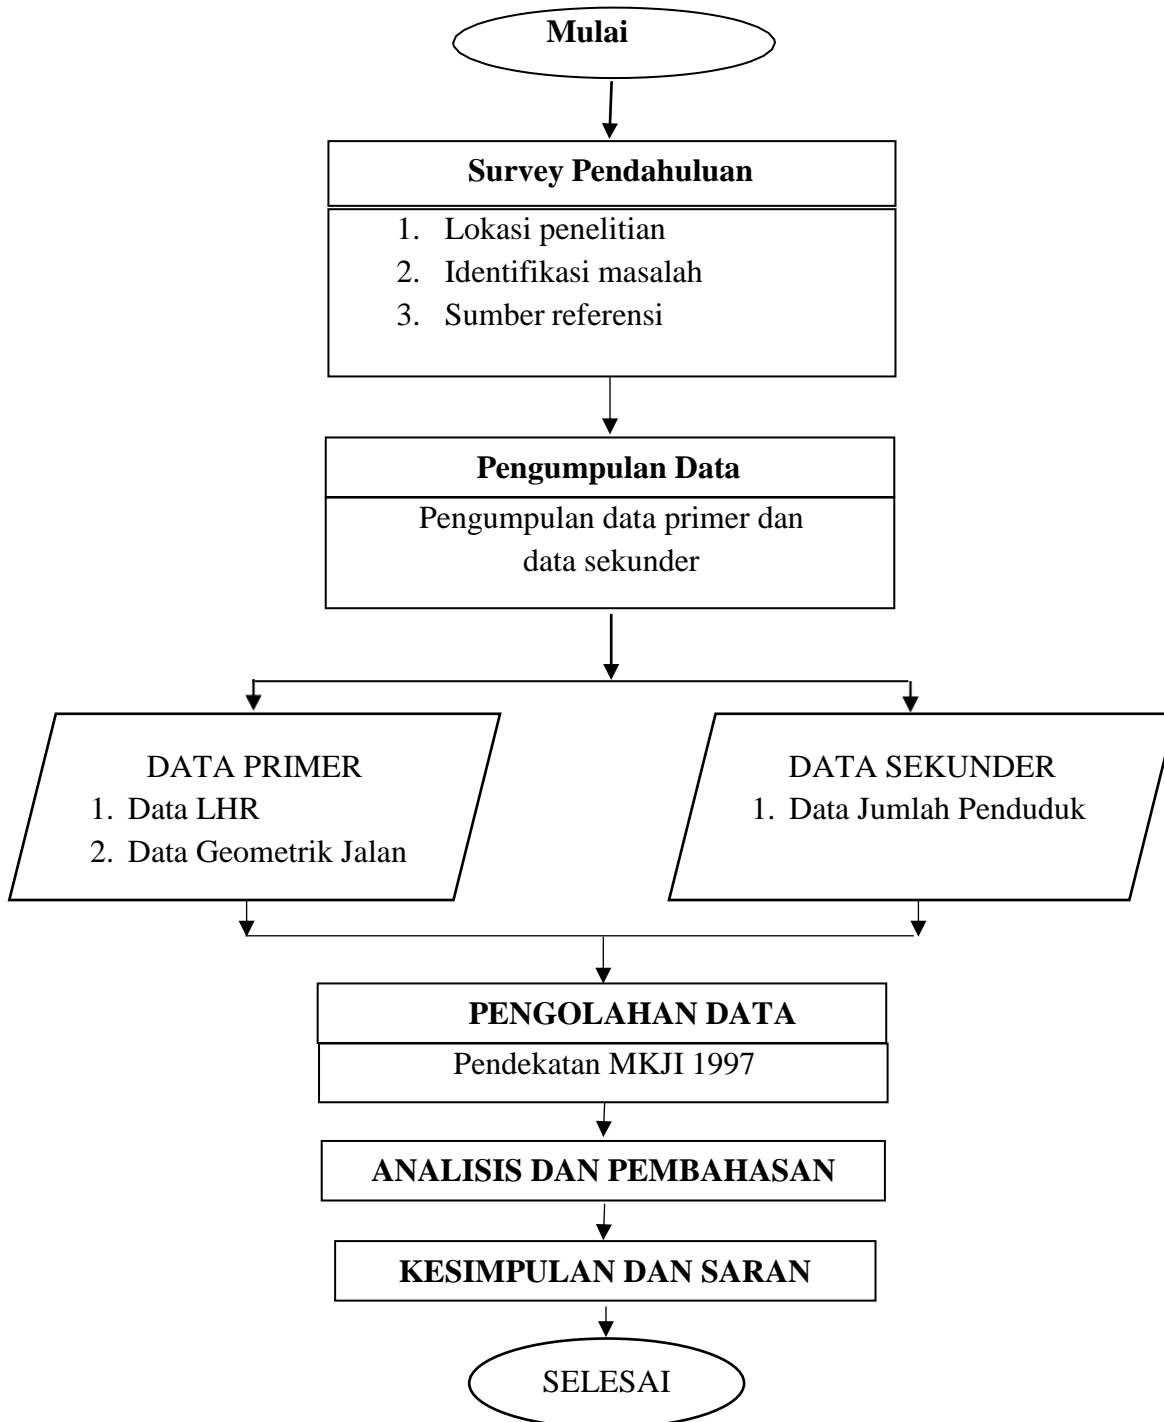 Mulai
Survey Pendahuluan
1. Lokasi penelitian
2. Identifikasi masalah
3. Sumber referensi
Pengumpulan Data
Pengumpulan data primer dan
data sekunder
DATA PRIMER
1. Data LHR
2. Data Geometrik Jalan
DATA SEKUNDER
1. Data Jumlah Penduduk
PENGOLAHAN DATA
Pendekatan MKJI 1997
ANALISIS DAN PEMBAHASAN
KESIMPULAN DAN SARAN
SELESAI